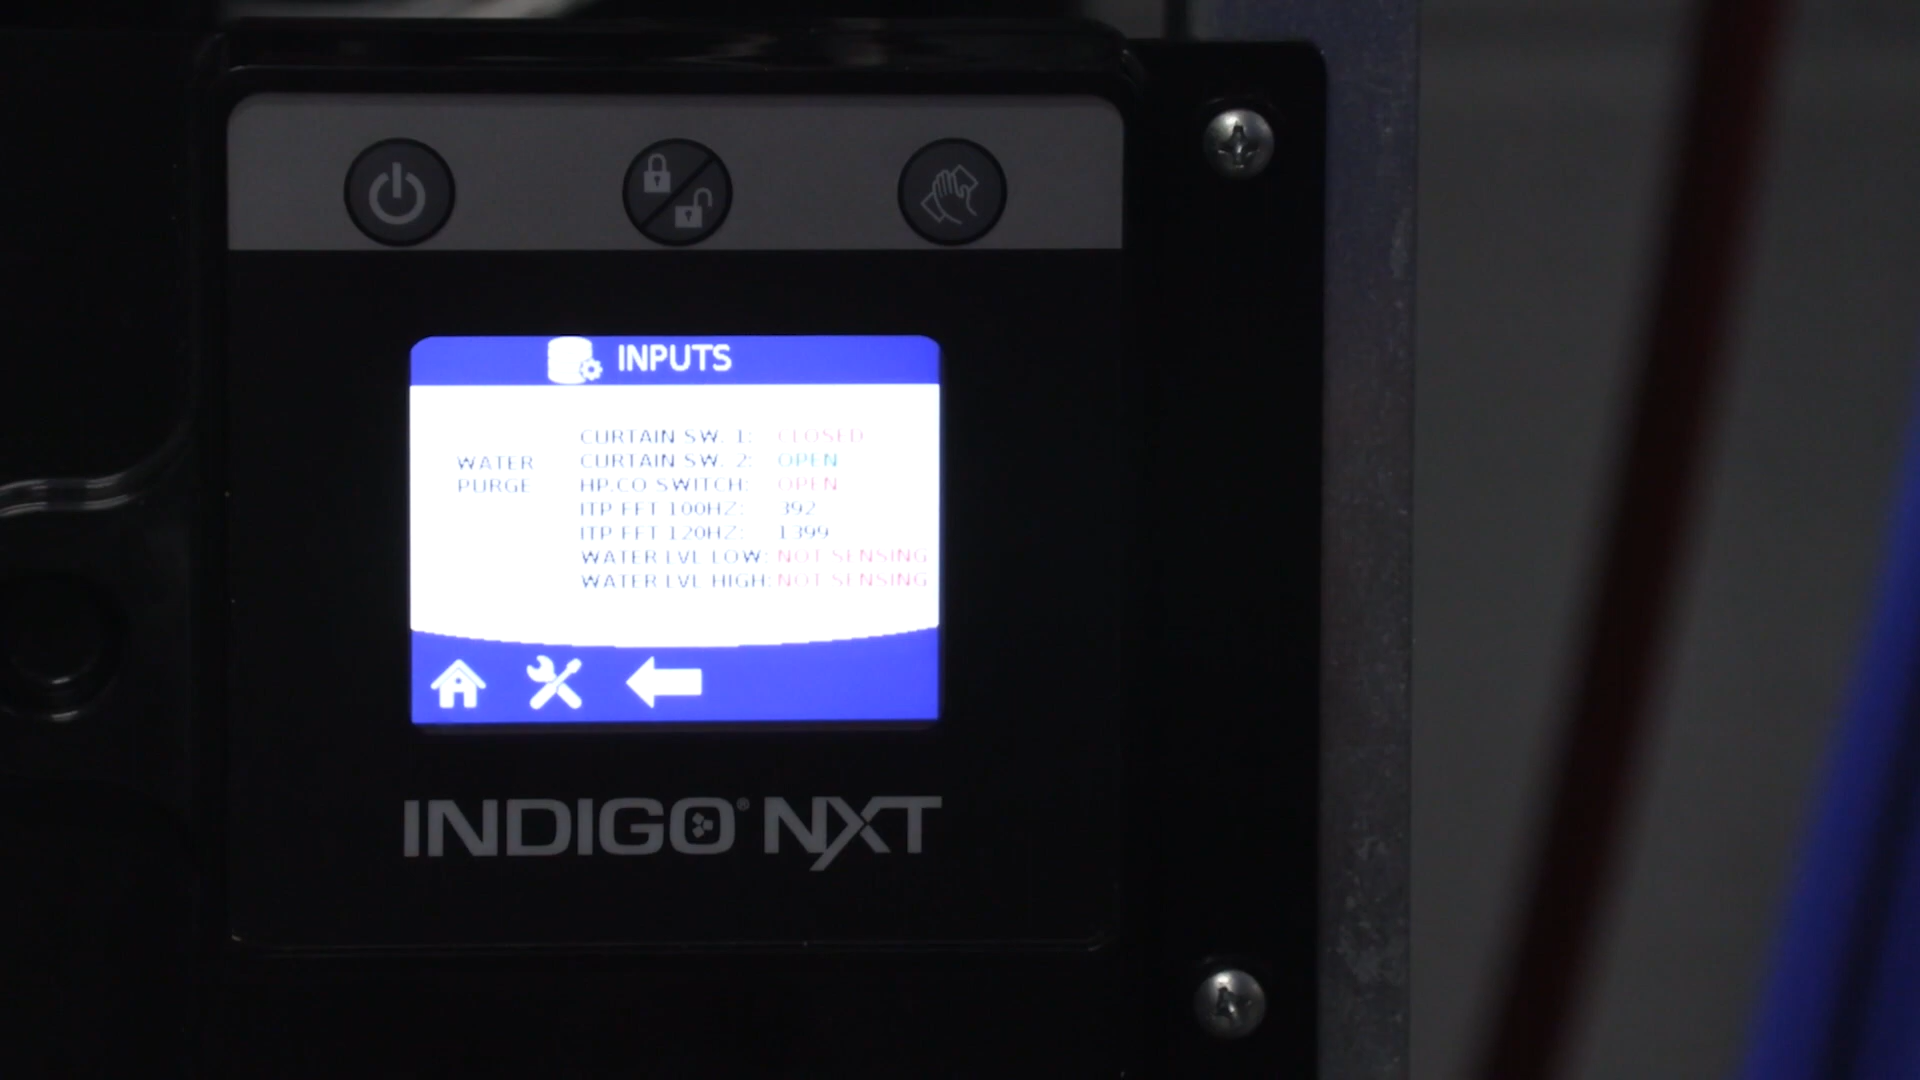 INPUTS
WATER
PURGE
CURTAIN SW. 1: CLOSED
CURTAIN SW. 2: OPEN
HP.CO SWITCH: OPEN
ITP FFT 100HZ: 392
ITP FFT 120HZ: 1399
WATER LVL LOW: NOT SENSING
WATER LVL HIGH: NOT SENSING
INDIGO® NXT